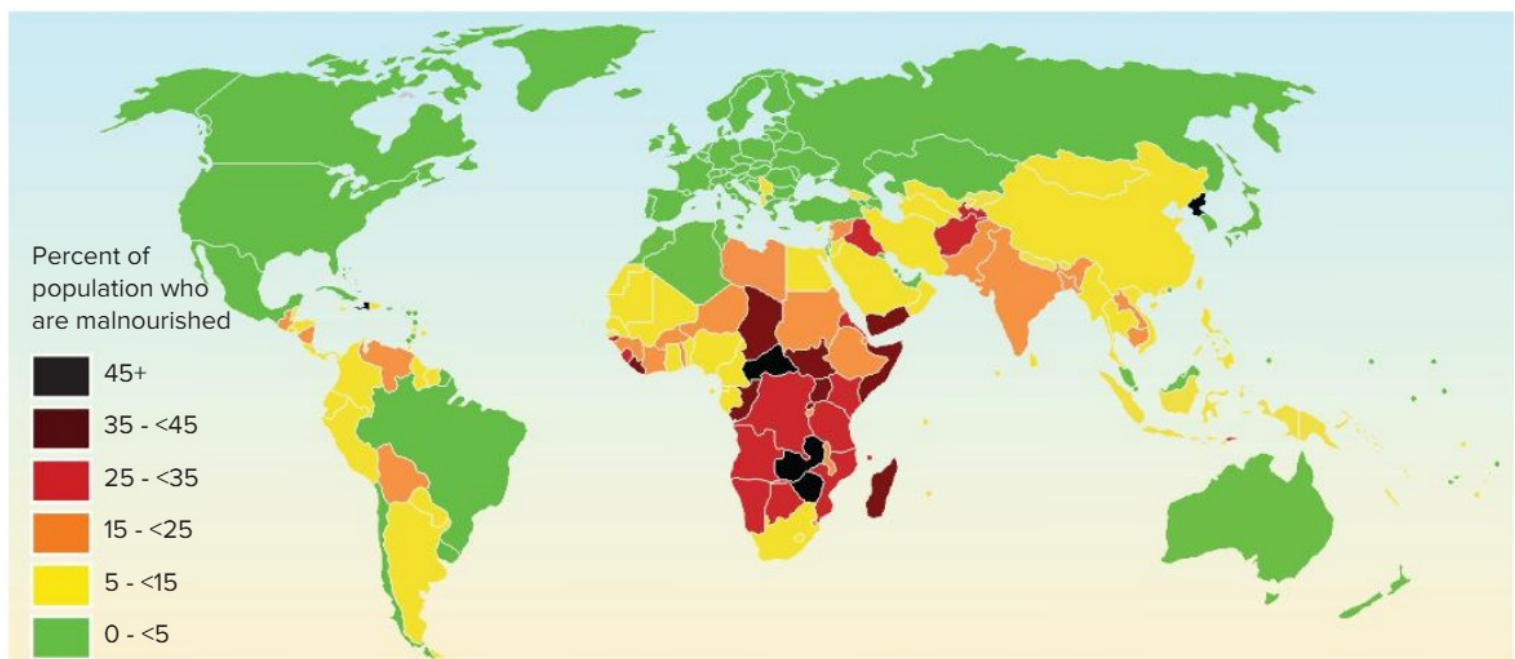 Percent of
population who
are malnourished
45+
35 - <45
25 - <35
15 - <25
5 - <15
0 - <5